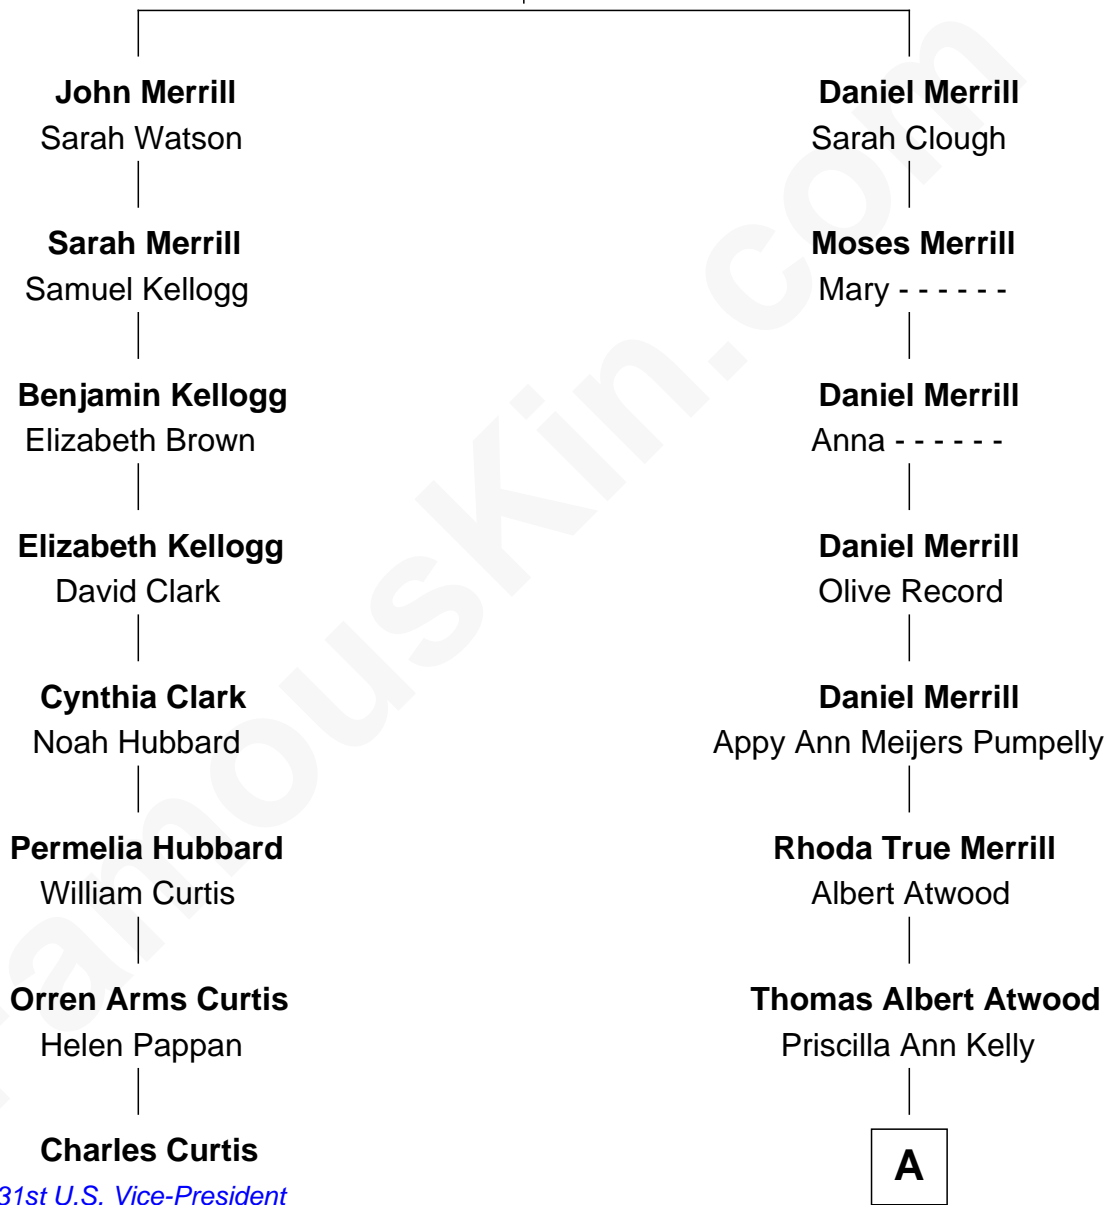 John Merrill
Sarah Watson
Daniel Merrill
Sarah Clough
Sarah Merrill
Samuel Kellogg
Moses Merrill
Mary - - - - - -
Benjamin Kellogg
Elizabeth Brown
Daniel Merrill
Anna - - - - - -
Elizabeth Kellogg
David Clark
Daniel Merrill
Olive Record
Cynthia Clark
Noah Hubbard
Daniel Merrill
Appy Ann Meijers Pumpelly
Permelia Hubbard
William Curtis
Rhoda True Merrill
Albert Atwood
Orren Arms Curtis
Helen Pappan
Thomas Albert Atwood
Priscilla Ann Kelly
Charles Curtis
31st U.S. Vice-President
A
FamousKin.com